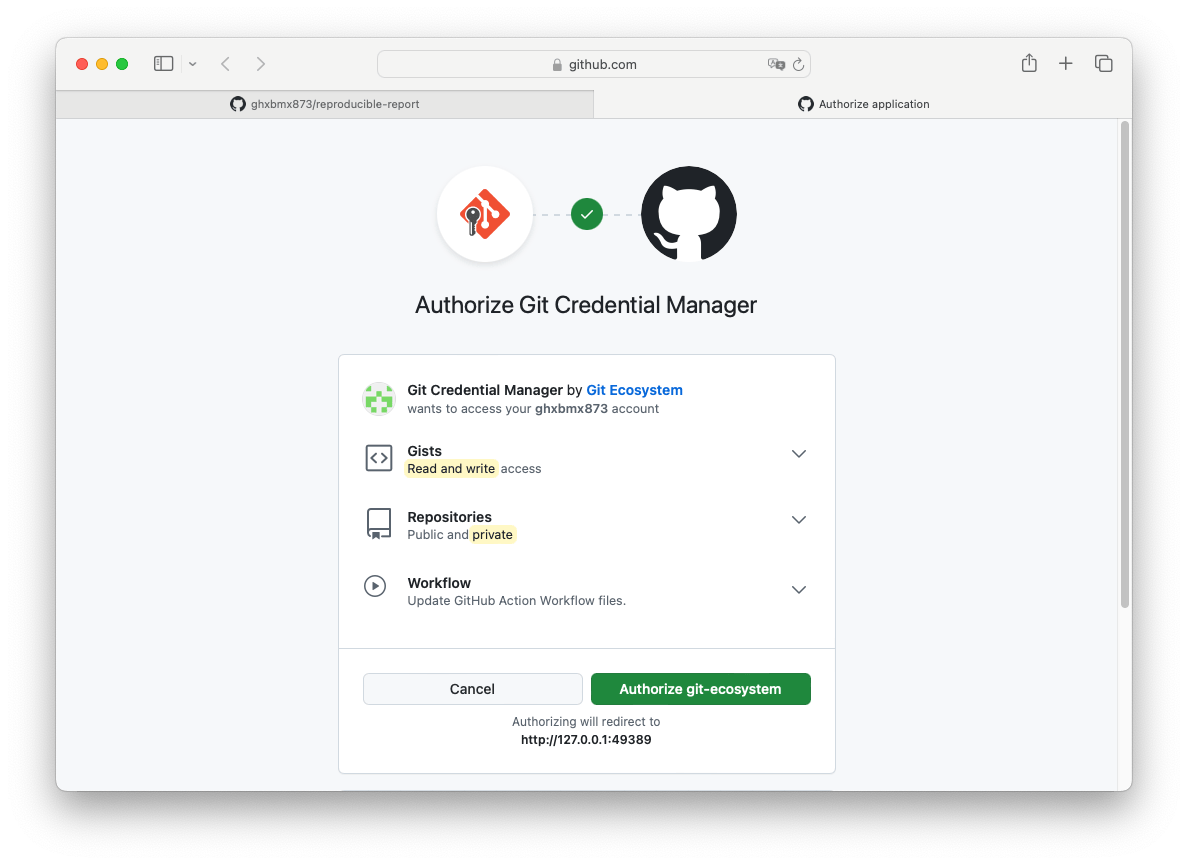 github.com
ghxbmx873/reproducible-report
Authorize application
Authorize Git Credential Manager
Git Credential Manager by Git Ecosystem
wants to access your ghxbmx873 account
Gists
Read and write access
Repositories
Public and private
Workflow
Update GitHub Action Workflow files.
Cancel
Authorize git-ecosystem
Authorizing will redirect to
http://127.0.0.1:49389